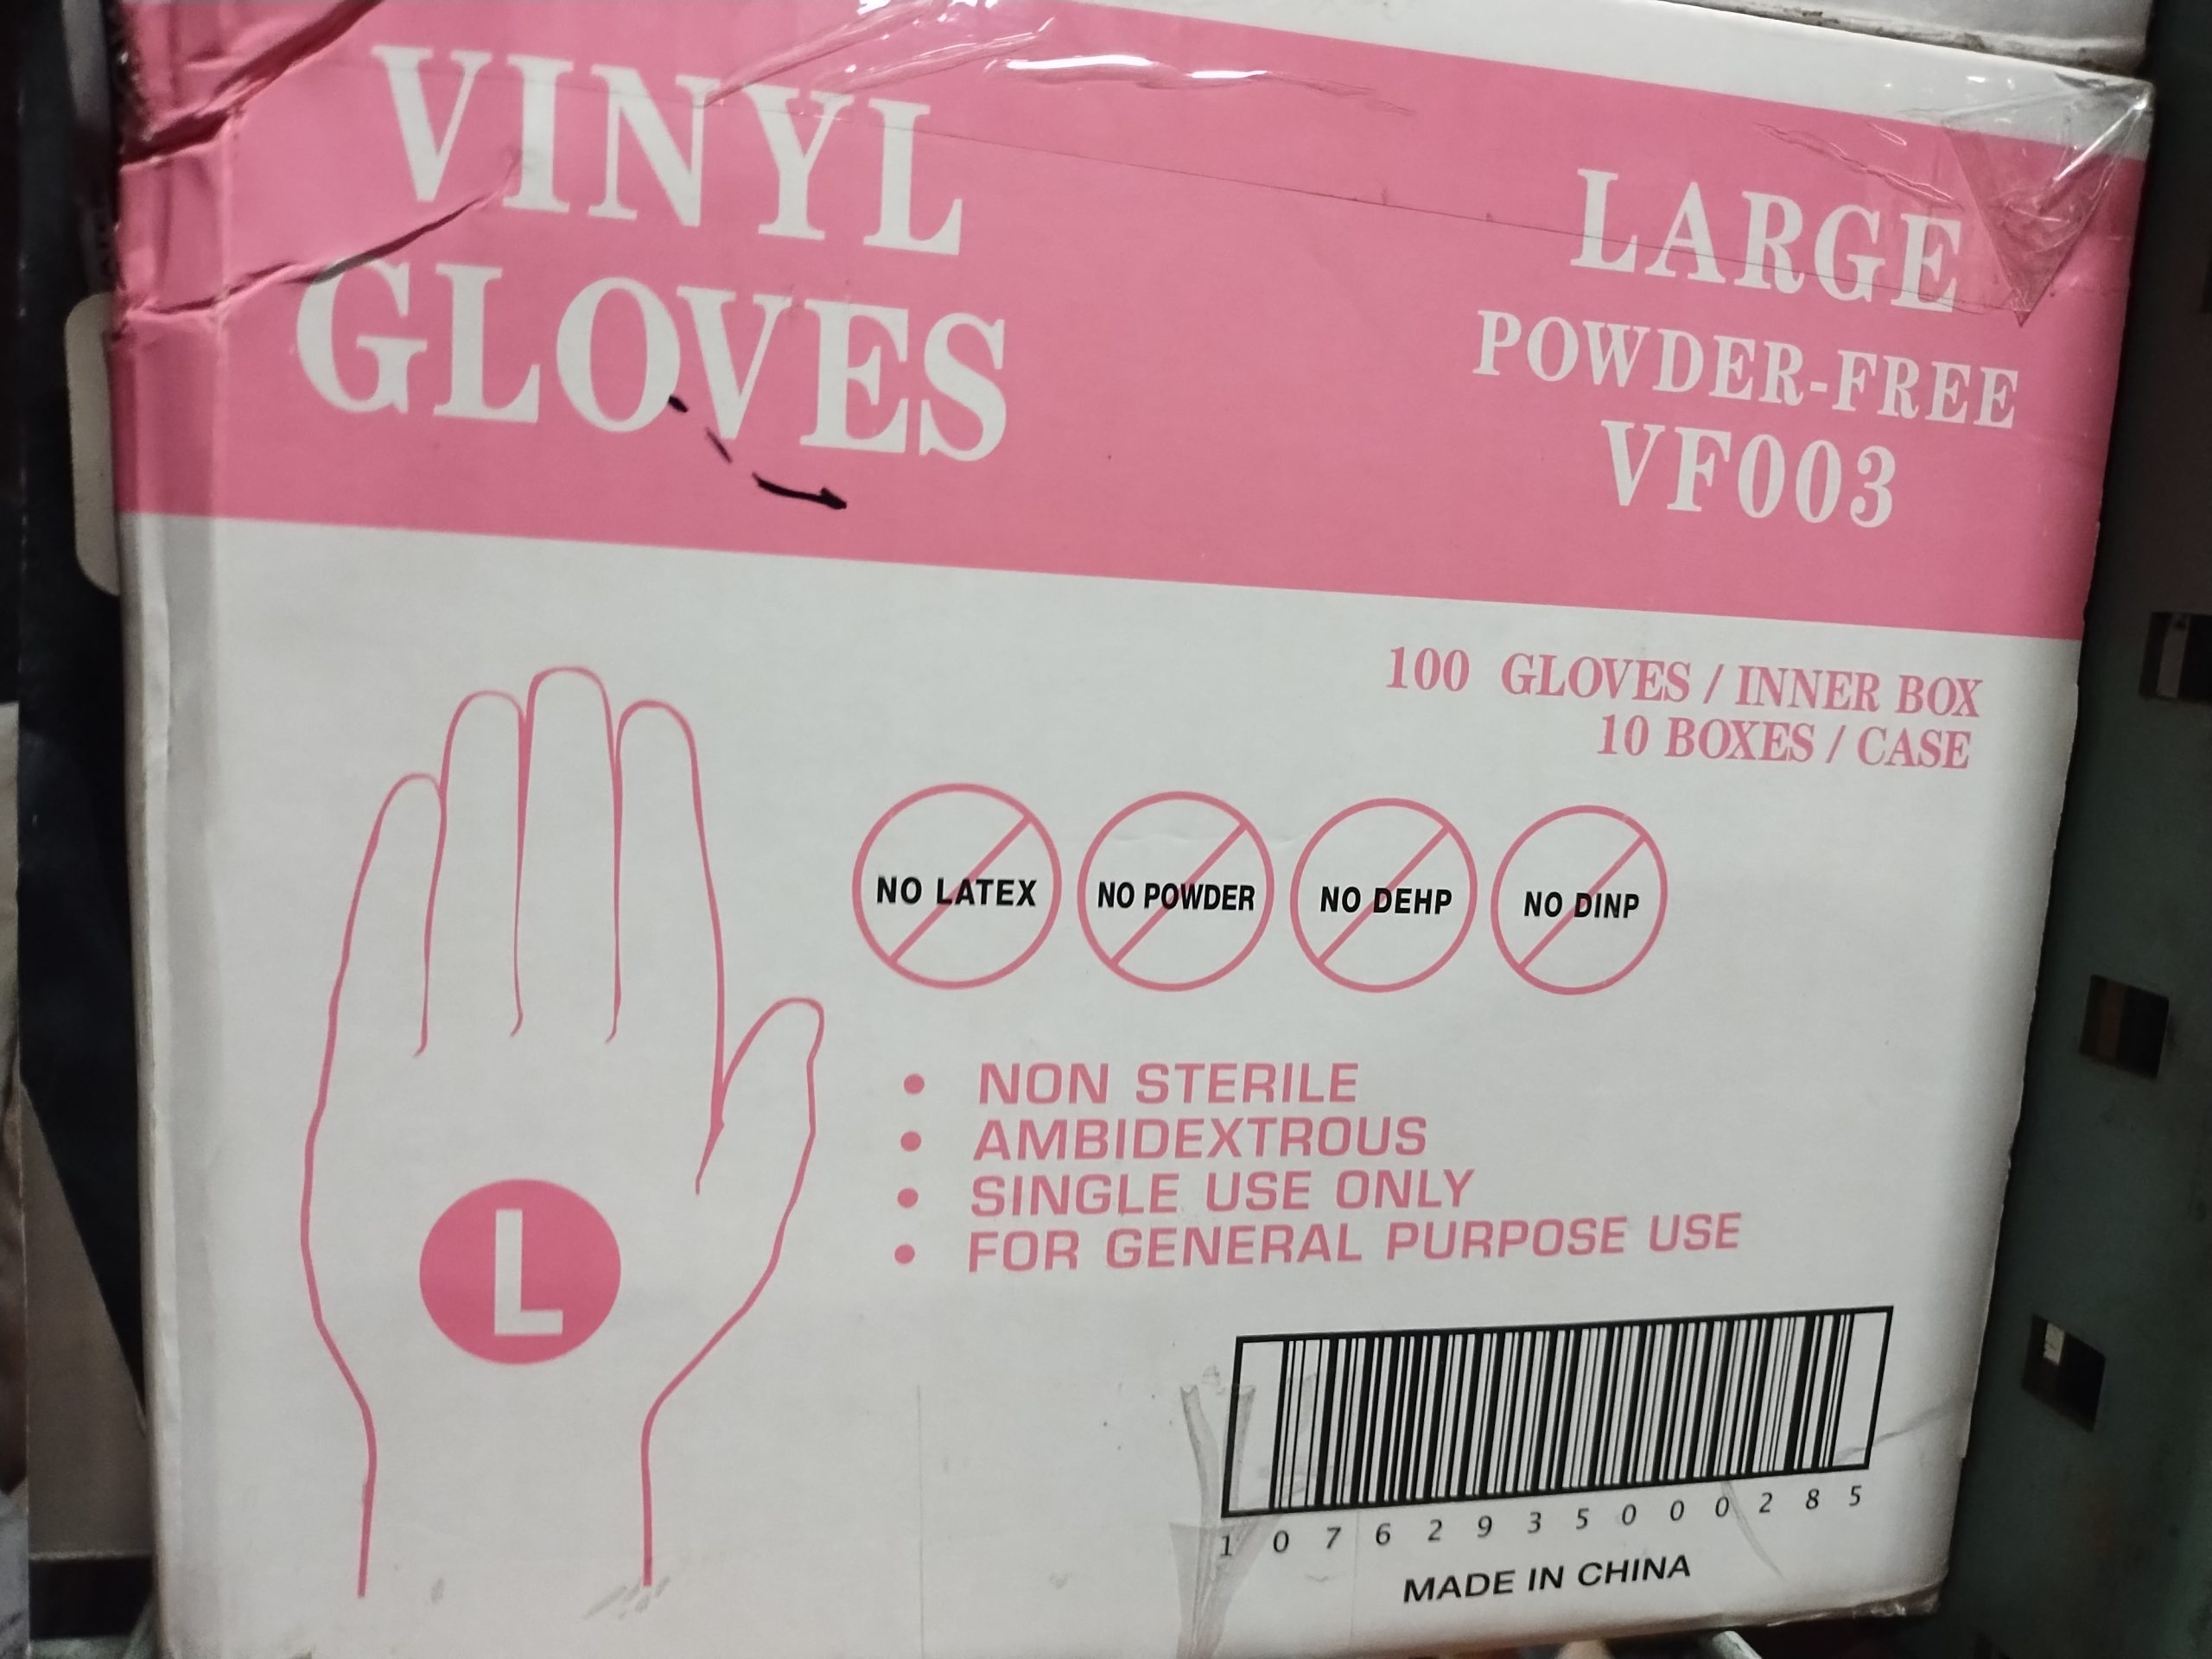 VINYL
GLOVES
LARGE
POWDER-FREE
VF003
100 GLOVES / INNER BOX
10 BOXES / CASE
NO LATEX
NO POWDER
NO DEHP
NO DINP
• NON STERILE
• AMBIDEXTROUS
• SINGLE USE ONLY
• FOR GENERAL PURPOSE USE
L
1 0 7 6 2 9 3 5 0 0 0 2 8 5
MADE IN CHINA